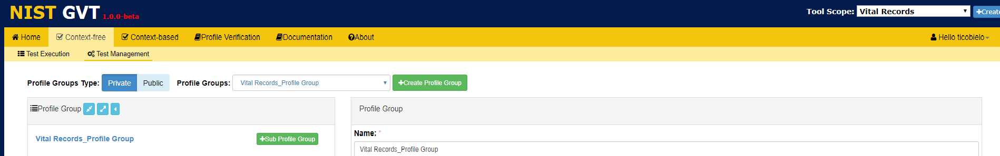 NIST GVT 1.0.0-beta
Tool Scope: Vital Records Create
Home Context-free Context-based Profile Verification Documentation About Hello ticobielo
Test Execution Test Management
Profile Groups Type: Private Public Profile Groups: Vital Records_Profile Group Create Profile Group
Profile Group
Profile Group
Vital Records_Profile Group Sub Profile Group
Name: *
Vital Records_Profile Group